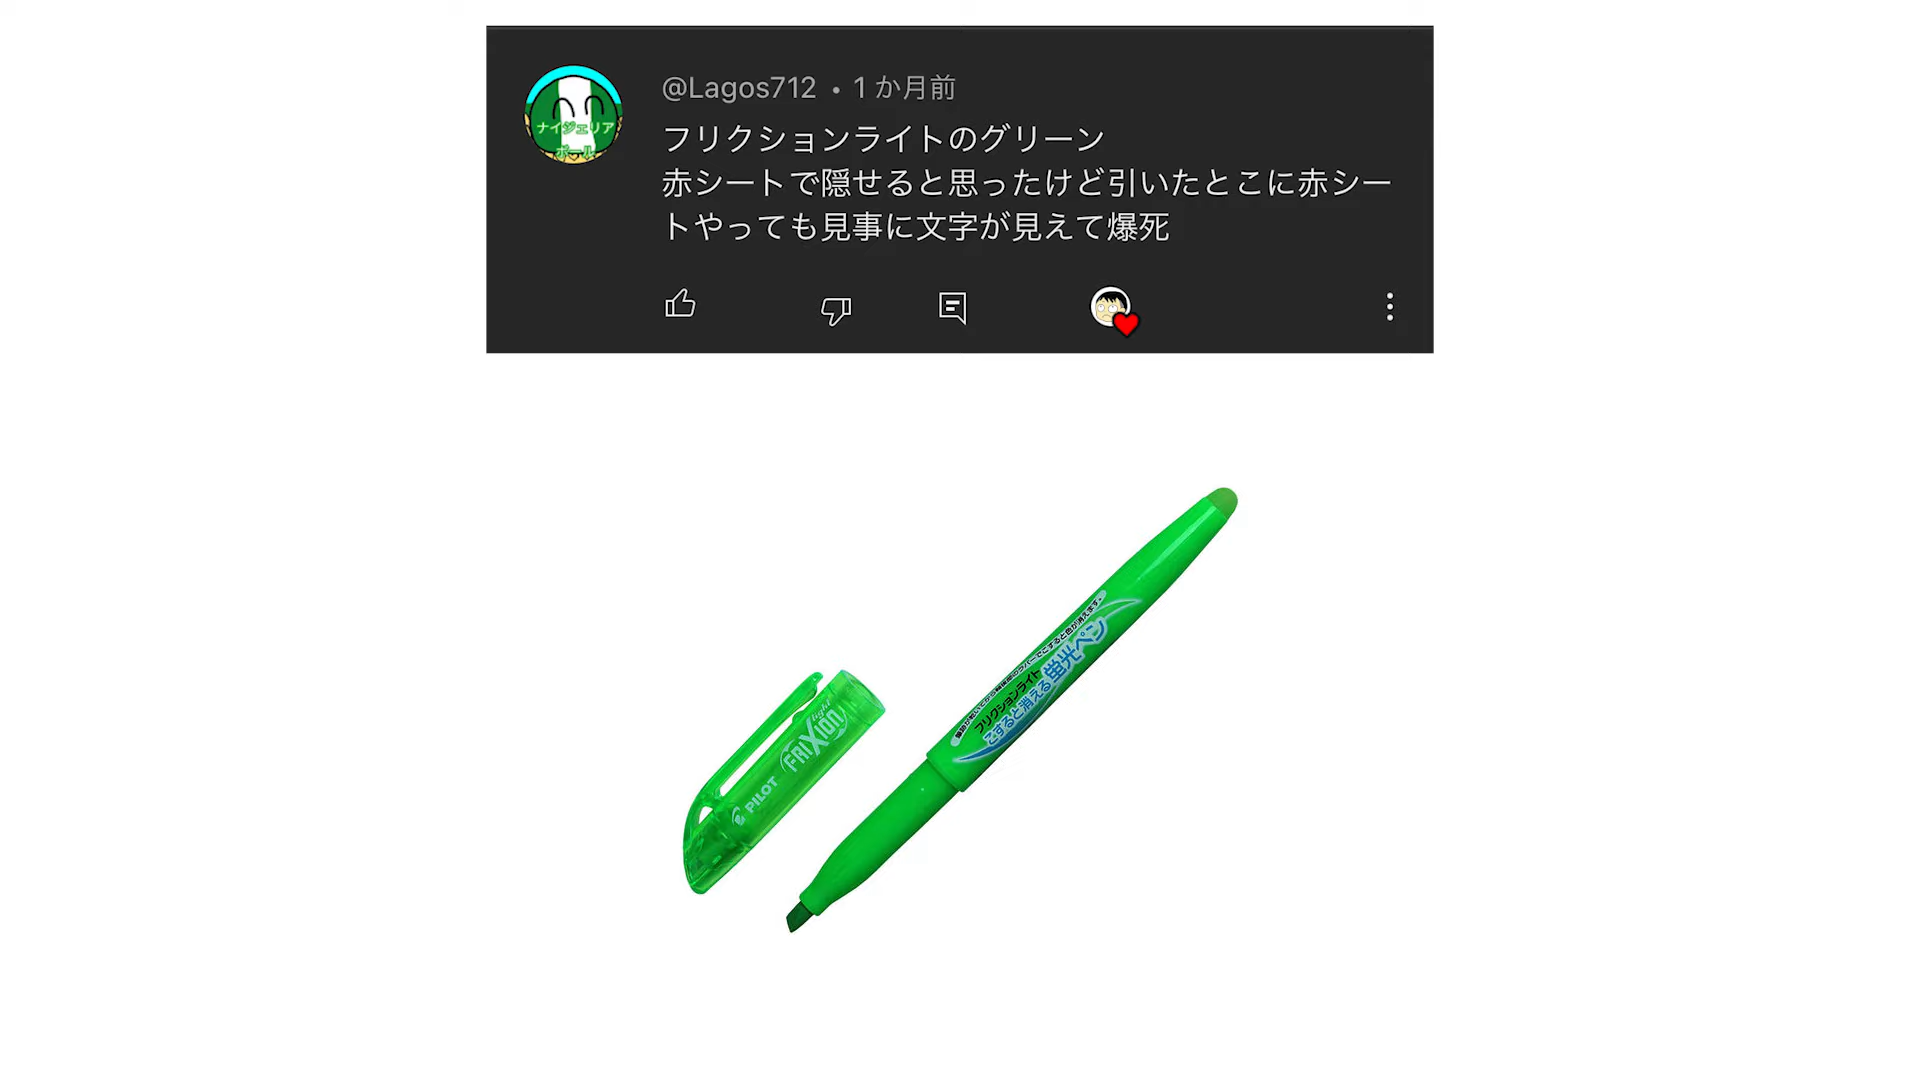 @Lagos712 • 1 か月前
フリクションライトのグリーン
赤シートで隠せると思ったけど引いたとこに赤シー
トやっても見事に文字が見えて爆死
ナイジェリア
ボール
フリクションライト
こすると消える蛍光ペン
light
FRIXION
PILOT